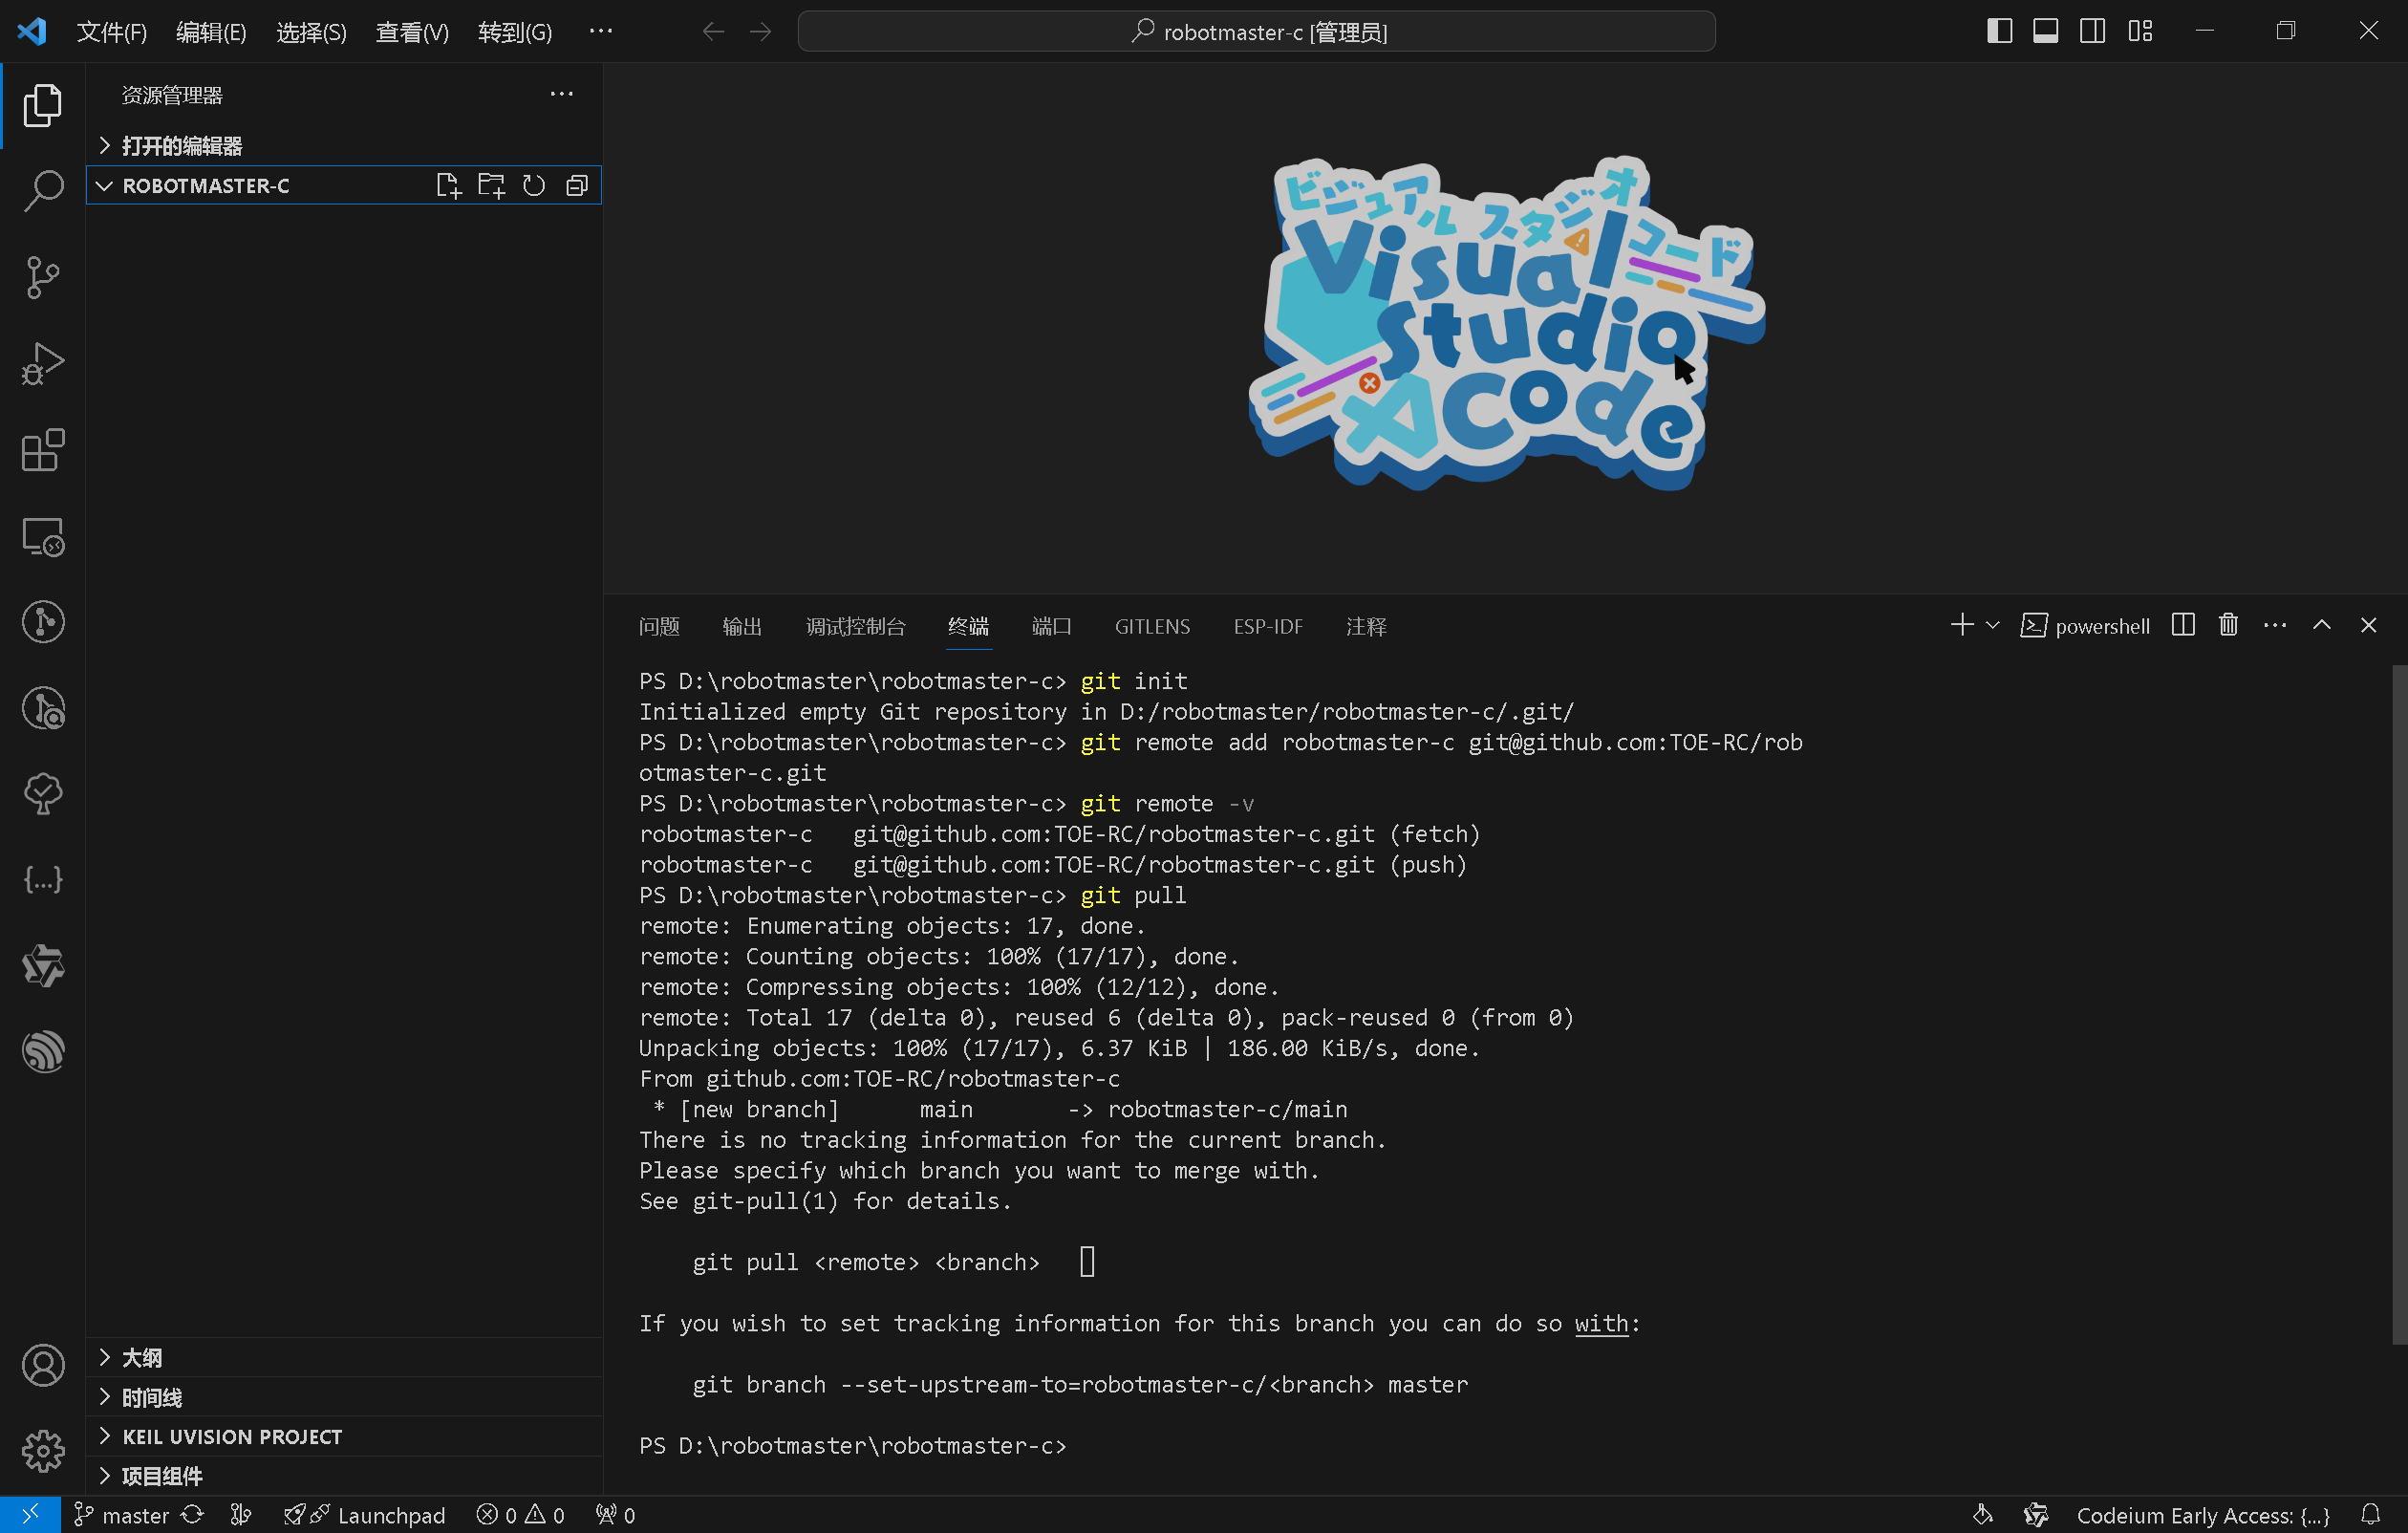 文件(F) 编辑(E) 选择(S) 查看(V) 转到(G) ···
robotmaster-c [管理员]
资源管理器
打开的编辑器
ROBOTMASTER-C
ビジュアル スタジオ コード
Visual
Studio
Code
问题 输出 调试控制台 终端 端口 GITLENS ESP-IDF 注释
powershell
PS D:\robotmaster\robotmaster-c> git init
Initialized empty Git repository in D:/robotmaster/robotmaster-c/.git/
PS D:\robotmaster\robotmaster-c> git remote add robotmaster-c git@github.com:TOE-RC/rob
otmaster-c.git
PS D:\robotmaster\robotmaster-c> git remote -v
robotmaster-c   git@github.com:TOE-RC/robotmaster-c.git (fetch)
robotmaster-c   git@github.com:TOE-RC/robotmaster-c.git (push)
PS D:\robotmaster\robotmaster-c> git pull
remote: Enumerating objects: 17, done.
remote: Counting objects: 100% (17/17), done.
remote: Compressing objects: 100% (12/12), done.
remote: Total 17 (delta 0), reused 6 (delta 0), pack-reused 0 (from 0)
Unpacking objects: 100% (17/17), 6.37 KiB | 186.00 KiB/s, done.
From github.com:TOE-RC/robotmaster-c
 * [new branch]      main       -> robotmaster-c/main
There is no tracking information for the current branch.
Please specify which branch you want to merge with.
See git-pull(1) for details.
    git pull <remote> <branch>
If you wish to set tracking information for this branch you can do so with:
    git branch --set-upstream-to=robotmaster-c/<branch> master
PS D:\robotmaster\robotmaster-c>
大纲
时间线
KEIL UVISION PROJECT
项目组件
master Launchpad 0 0 0
Codeium Early Access: {...}